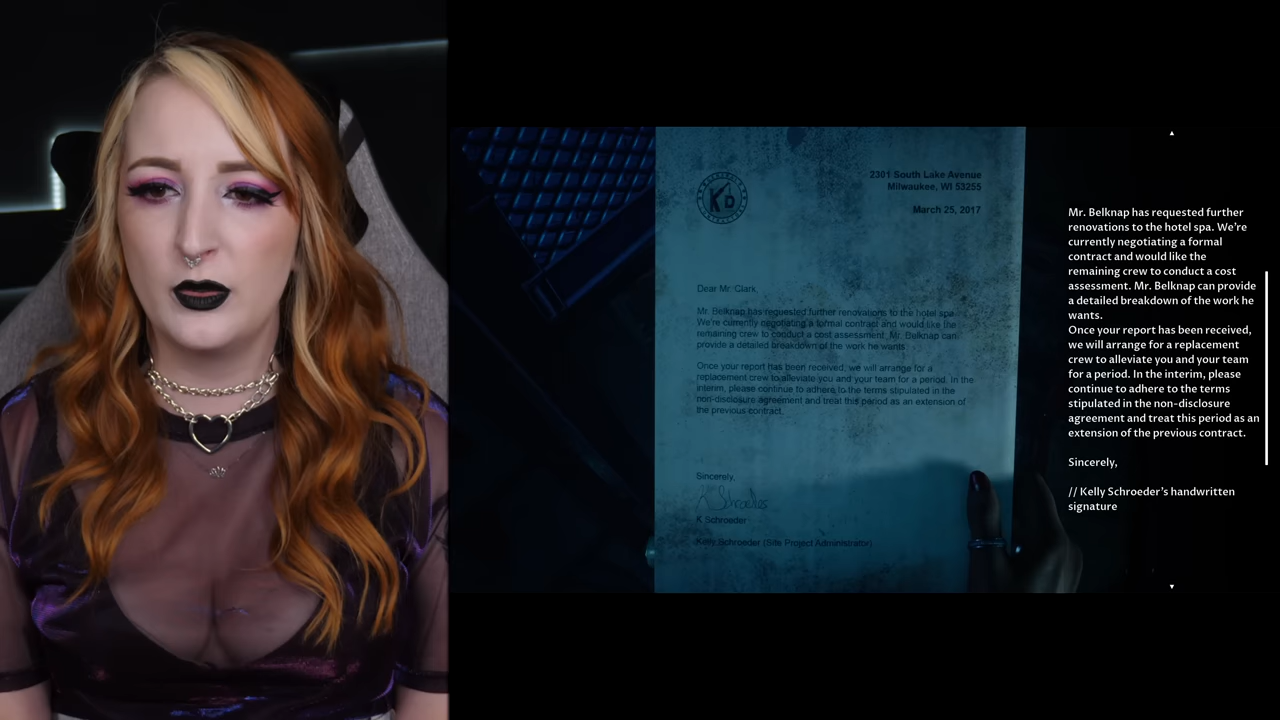 KD
2301 South Lake Avenue
Milwaukee, WI 53255
March 25, 2017
Dear Mr. Clark,
Mr. Belknap has requested further renovations to the hotel spa.
We're currently negotiating a formal contract and would like the
remaining crew to conduct a cost assessment. Mr. Belknap can
provide a detailed breakdown of the work he wants.
Once your report has been received, we will arrange for a
replacement crew to alleviate you and your team for a period. In the
interim, please continue to adhere to the terms stipulated in the
non-disclosure agreement and treat this period as an extension of
the previous contract.
Sincerely,
K Schroeder
K Schroeder
Kelly Schroeder (Site Project Administrator)
Mr. Belknap has requested further
renovations to the hotel spa. We're
currently negotiating a formal
contract and would like the
remaining crew to conduct a cost
assessment. Mr. Belknap can provide
a detailed breakdown of the work he
wants.
Once your report has been received,
we will arrange for a replacement
crew to alleviate you and your team
for a period. In the interim, please
continue to adhere to the terms
stipulated in the non-disclosure
agreement and treat this period as an
extension of the previous contract.
Sincerely,
// Kelly Schroeder's handwritten
signature